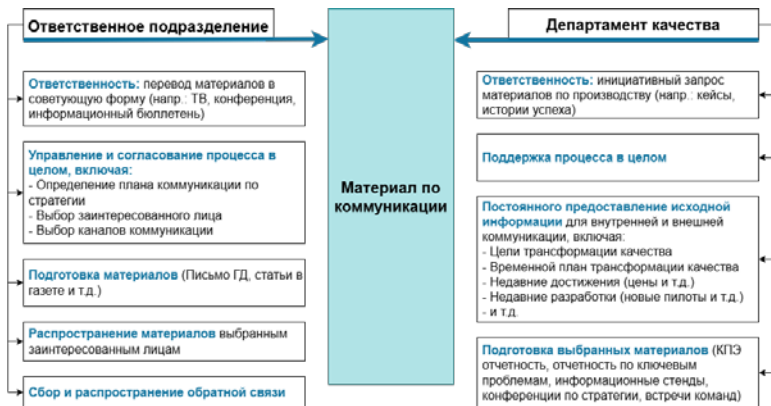 Ответственное подразделение
Ответственность: перевод материалов в
советующую форму (напр.: ТВ, конференция,
информационный бюллетень)
Управление и согласование процесса в
целом, включая:
- Определение плана коммуникации по
стратегии
- Выбор заинтересованного лица
- Выбор каналов коммуникации
Подготовка материалов (Письмо ГД, статьи в
газете и т.д.)
Распространение материалов выбранным
заинтересованным лицам
Сбор и распространение обратной связи
Материал по
коммуникации
Департамент качества
Ответственность: инициативный запрос
материалов по производству (напр.: кейсы,
истории успеха)
Поддержка процесса в целом
Постоянного предоставление исходной
информации для внутренней и внешней
коммуникации, включая:
- Цели трансформации качества
- Временной план трансформации качества
- Недавние достижения (цены и т.д.)
- Недавние разработки (новые пилоты и т.д.)
- и т.д.
Подготовка выбранных материалов (КПЭ
отчетность, отчетность по ключевым
проблемам, информационные стенды,
конференции по стратегии, встречи команд)